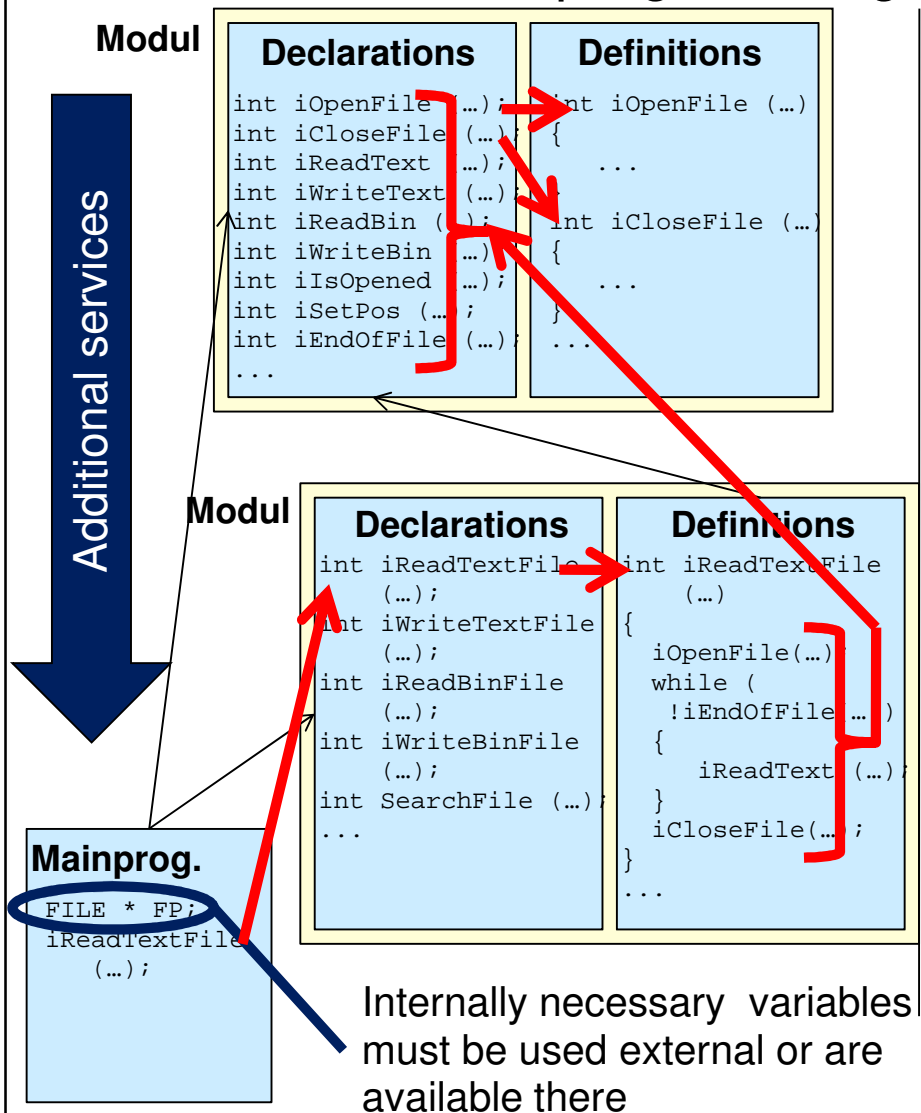 Modul
Declarations
int iOpenFile (…);
int iCloseFile (…);
int iReadText (…);
int iWriteText (…);
int iReadBin (…);
int iWriteBin (…)
int iIsOpened (…);
int iSetPos (…);
int iEndOfFile (…);
...
Definitions
int iOpenFile (…)
{
...
}
int iCloseFile (…)
{
...
}
...
Additional services
Modul
Declarations
int iReadTextFile
(…);
int iWriteTextFile
(…);
int iReadBinFile
(…);
int iWriteBinFile
(…);
int SearchFile (…);
...
Definitions
int iReadTextFile
(…)
{
iOpenFile(…);
while (
!iEndOfFile(…)
{
iReadText (…);
}
iCloseFile(…);
}
...
Mainprog.
FILE * FP;
iReadTextFile
(…);
Internally necessary variables
must be used external or are
available there